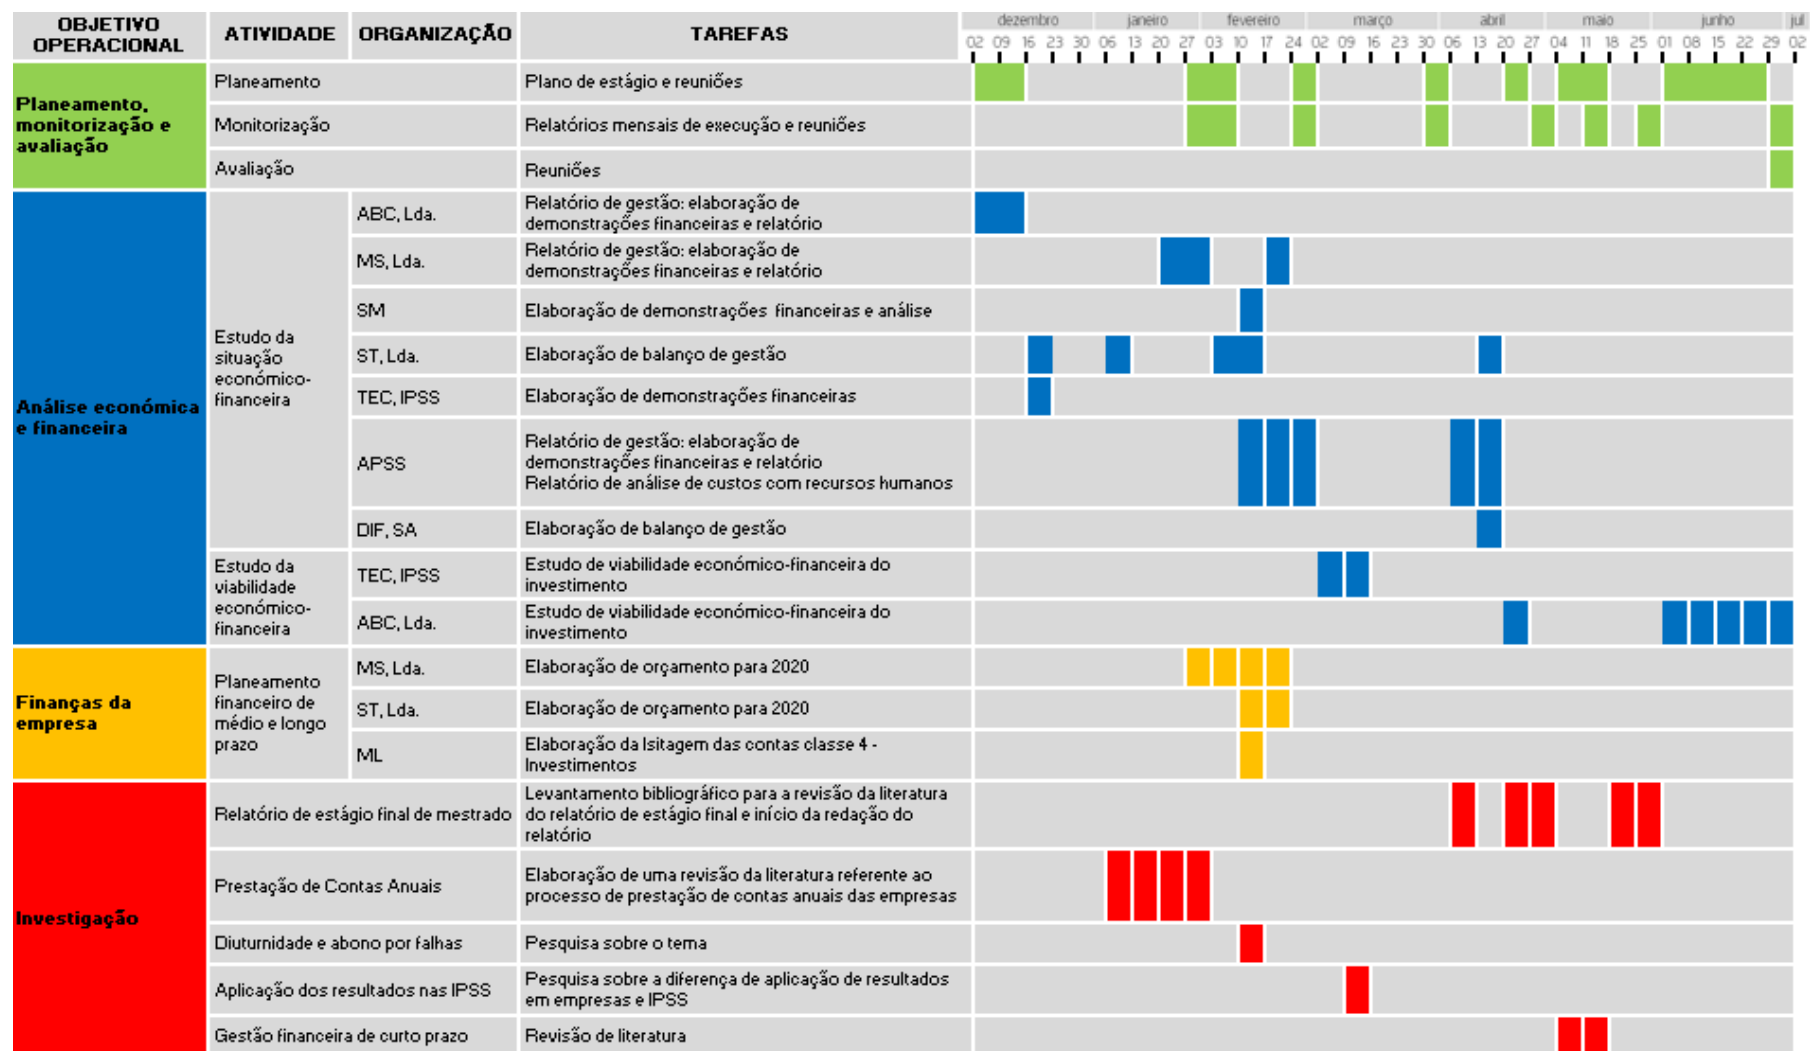 OBJETIVO
OPERACIONAL
ATIVIDADE
ORGANIZAÇÃO
TAREFAS
dezembro janeiro fevereiro março abril maio junho jul
02 09 16 23 30 06 13 20 27 03 10 17 24 02 09 16 23 30 06 13 20 27 04 11 18 25 01 08 15 22 29 02
Planeamento,
monitorização e
avaliação
Planeamento
Plano de estágio e reuniões
Monitorização
Relatórios mensais de execução e reuniões
Avaliação
Reuniões
Análise económica
e financeira
Estudo da
situação
económico-
financeira
ABC, Lda.
Relatório de gestão: elaboração de
demonstrações financeiras e relatório
MS, Lda.
Relatório de gestão: elaboração de
demonstrações financeiras e relatório
SM
Elaboração de demonstrações financeiras e análise
ST, Lda.
Elaboração de balanço de gestão
TEC, IPSS
Elaboração de demonstrações financeiras
APSS
Relatório de gestão: elaboração de
demonstrações financeiras e relatório
Relatório de análise de custos com recursos humanos
DIF, SA
Elaboração de balanço de gestão
Estudo da
viabilidade
económico-
financeira
TEC, IPSS
Estudo de viabilidade económico-financeira do
investimento
ABC, Lda.
Estudo de viabilidade económico-financeira do
investimento
Finanças da
empresa
Planeamento
financeiro de
médio e longo
prazo
MS, Lda.
Elaboração de orçamento para 2020
ST, Lda.
Elaboração de orçamento para 2020
ML
Elaboração da lsitagem das contas classe 4 -
Investimentos
Investigação
Relatório de estágio final de mestrado
Levantamento bibliográfico para a revisão da literatura
do relatório de estágio final e início da redação do
relatório
Prestação de Contas Anuais
Elaboração de uma revisão da literatura referente ao
processo de prestação de contas anuais das empresas
Diuturnidade e abono por falhas
Pesquisa sobre o tema
Aplicação dos resultados nas IPSS
Pesquisa sobre a diferença de aplicação de resultados
em empresas e IPSS
Gestão financeira de curto prazo
Revisão de literatura